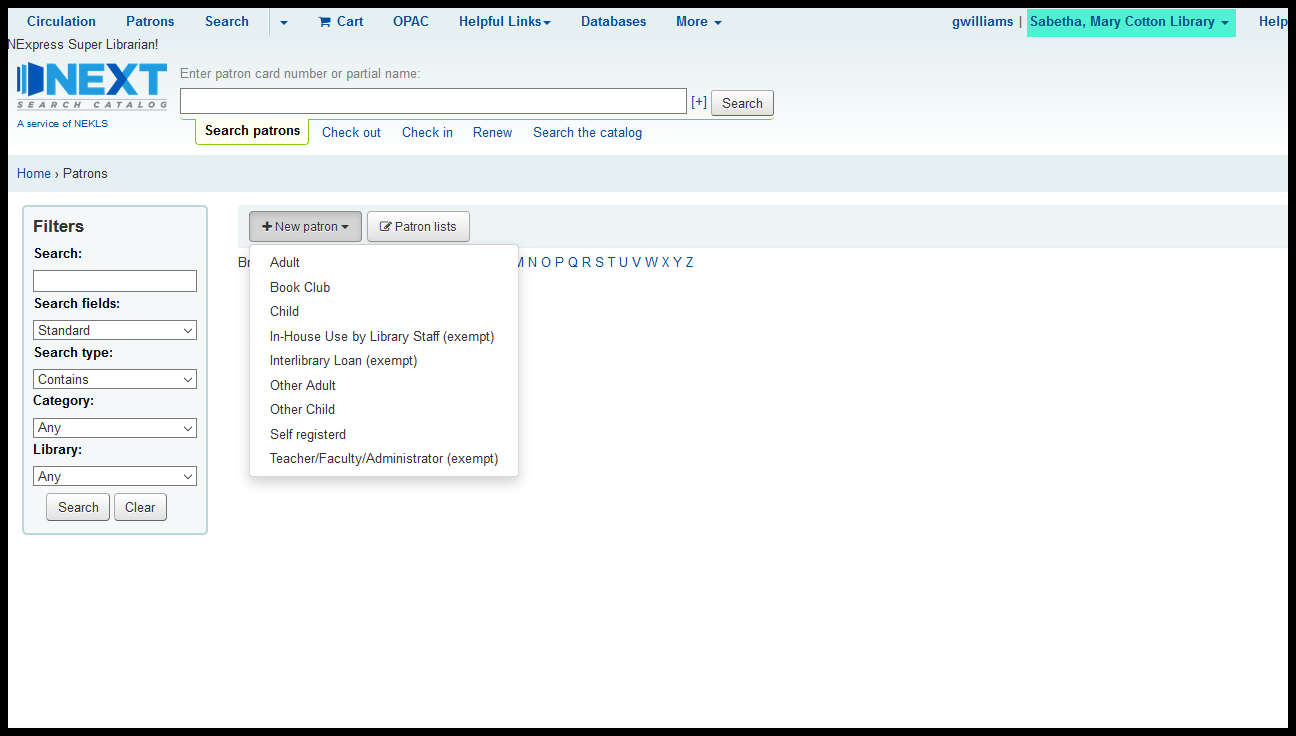 Circulation Patrons Search Cart OPAC Helpful Links Databases More gwilliams | Sabetha, Mary Cotton Library Help
NExpress Super Librarian!
NEXT
SEARCH CATALOG
A service of NEKLS
Enter patron card number or partial name:
[+] Search
Search patrons Check out Check in Renew Search the catalog
Home › Patrons
Filters
Search:
Search fields:
Standard
Search type:
Contains
Category:
Any
Library:
Any
Search Clear
New patron Patron lists
N O P Q R S T U V W X Y Z
Adult
Book Club
Child
In-House Use by Library Staff (exempt)
Interlibrary Loan (exempt)
Other Adult
Other Child
Self registerd
Teacher/Faculty/Administrator (exempt)